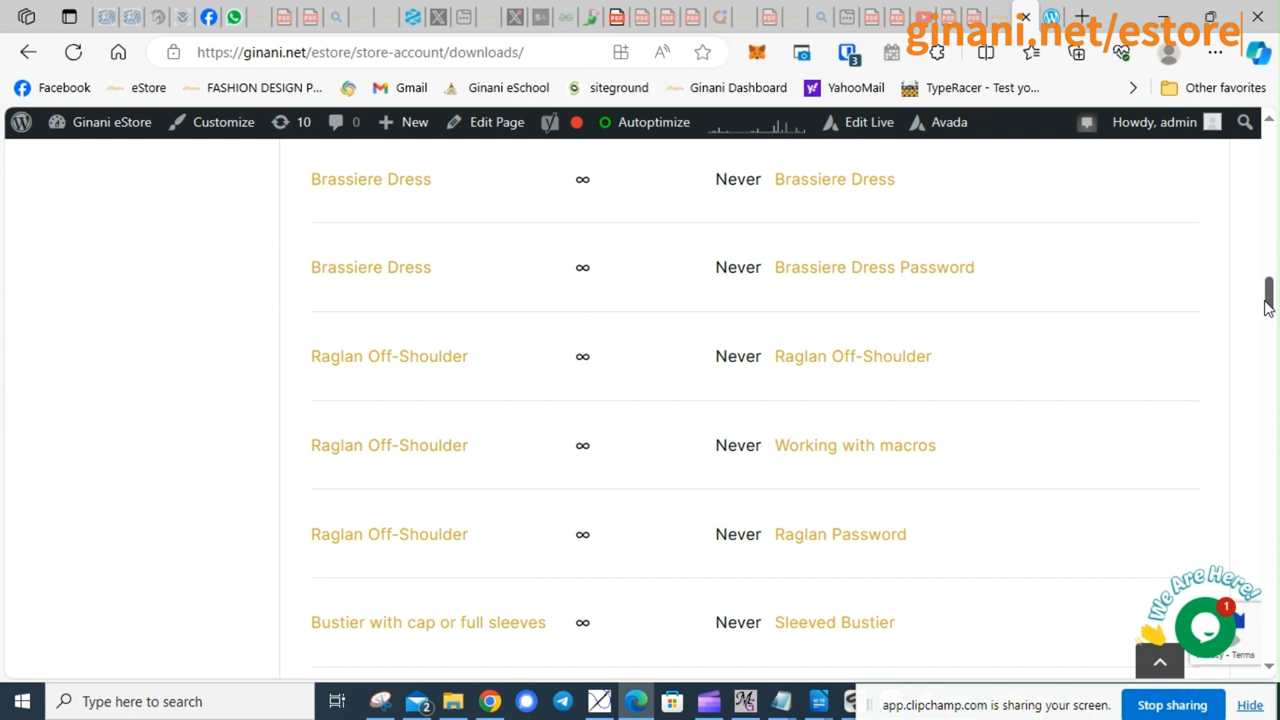 ginani.net/estore
https://ginani.net/estore/store-account/downloads/
3
Facebook
eStore
FASHION DESIGN P...
Gmail
Ginani eSchool
siteground
Ginani Dashboard
YahooMail
TypeRacer - Test yo...
Other favorites
Ginani eStore
Customize
10
0
New
Edit Page
Autoptimize
Edit Live
Avada
Howdy, admin
Brassiere Dress ∞ Never Brassiere Dress
Brassiere Dress ∞ Never Brassiere Dress Password
Raglan Off-Shoulder ∞ Never Raglan Off-Shoulder
Raglan Off-Shoulder ∞ Never Working with macros
Raglan Off-Shoulder ∞ Never Raglan Password
Bustier with cap or full sleeves ∞ Never Sleeved Bustier
We Are Here!
1
- Terms
Type here to search
2
app.clipchamp.com is sharing your screen.
Stop sharing
Hide